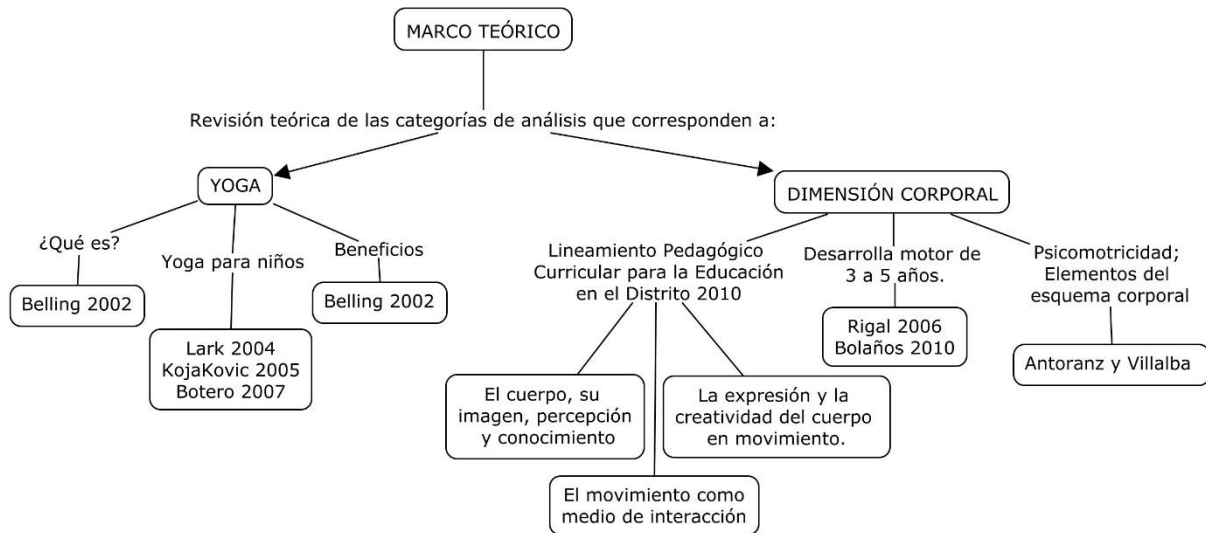 MARCO TEÓRICO
Revisión teórica de las categorías de análisis que corresponden a:
YOGA
¿Qué es?
Belling 2002
Yoga para niños
Lark 2004
KojaKovic 2005
Botero 2007
Beneficios
Belling 2002
DIMENSIÓN CORPORAL
Lineamiento Pedagógico
Curricular para la Educación
en el Distrito 2010
El cuerpo, su
imagen, percepción
y conocimiento
El movimiento como
medio de interacción
La expresión y la
creatividad del cuerpo
en movimiento.
Desarrolla motor de
3 a 5 años.
Rigal 2006
Bolaños 2010
Psicomotricidad;
Elementos del
esquema corporal
Antoranz y Villalba